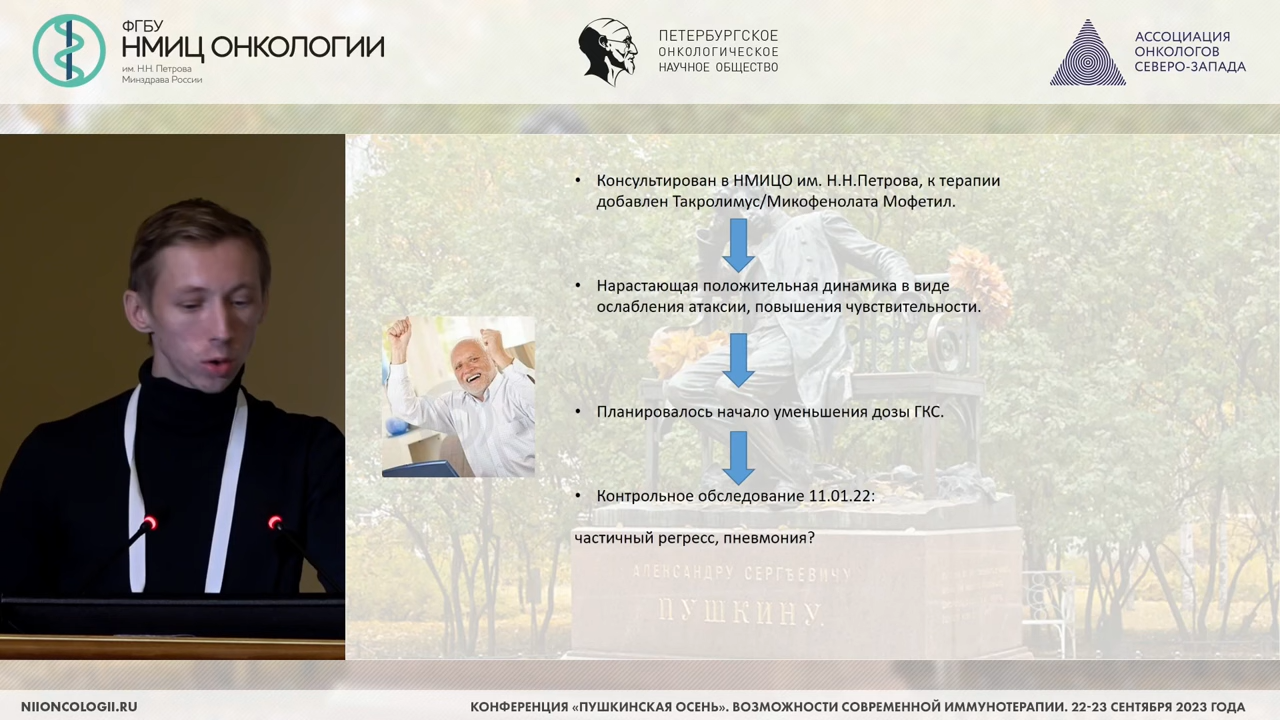 ФГБУ
НМИЦ ОНКОЛОГИИ
им. Н.Н. Петрова
Минздрава России
ПЕТЕРБУРГСКОЕ
ОНКОЛОГИЧЕСКОЕ
НАУЧНОЕ ОБЩЕСТВО
АССОЦИАЦИЯ
ОНКОЛОГОВ
СЕВЕРО-ЗАПАДА
• Консультирован в НМИЦО им. Н.Н.Петрова, к терапии
добавлен Такролимус/Микофенолата Мофетил.
• Нарастающая положительная динамика в виде
ослабления атаксии, повышения чувствительности.
• Планировалось начало уменьшения дозы ГКС.
• Контрольное обследование 11.01.22:
частичный регресс, пневмония?
АЛЕКСАНДРУ СЕРГѢЕВИЧУ
ПУШКИНУ.
NIIONCOLOGII.RU
КОНФЕРЕНЦИЯ «ПУШКИНСКАЯ ОСЕНЬ». ВОЗМОЖНОСТИ СОВРЕМЕННОЙ ИММУНОТЕРАПИИ. 22-23 СЕНТЯБРЯ 2023 ГОДА